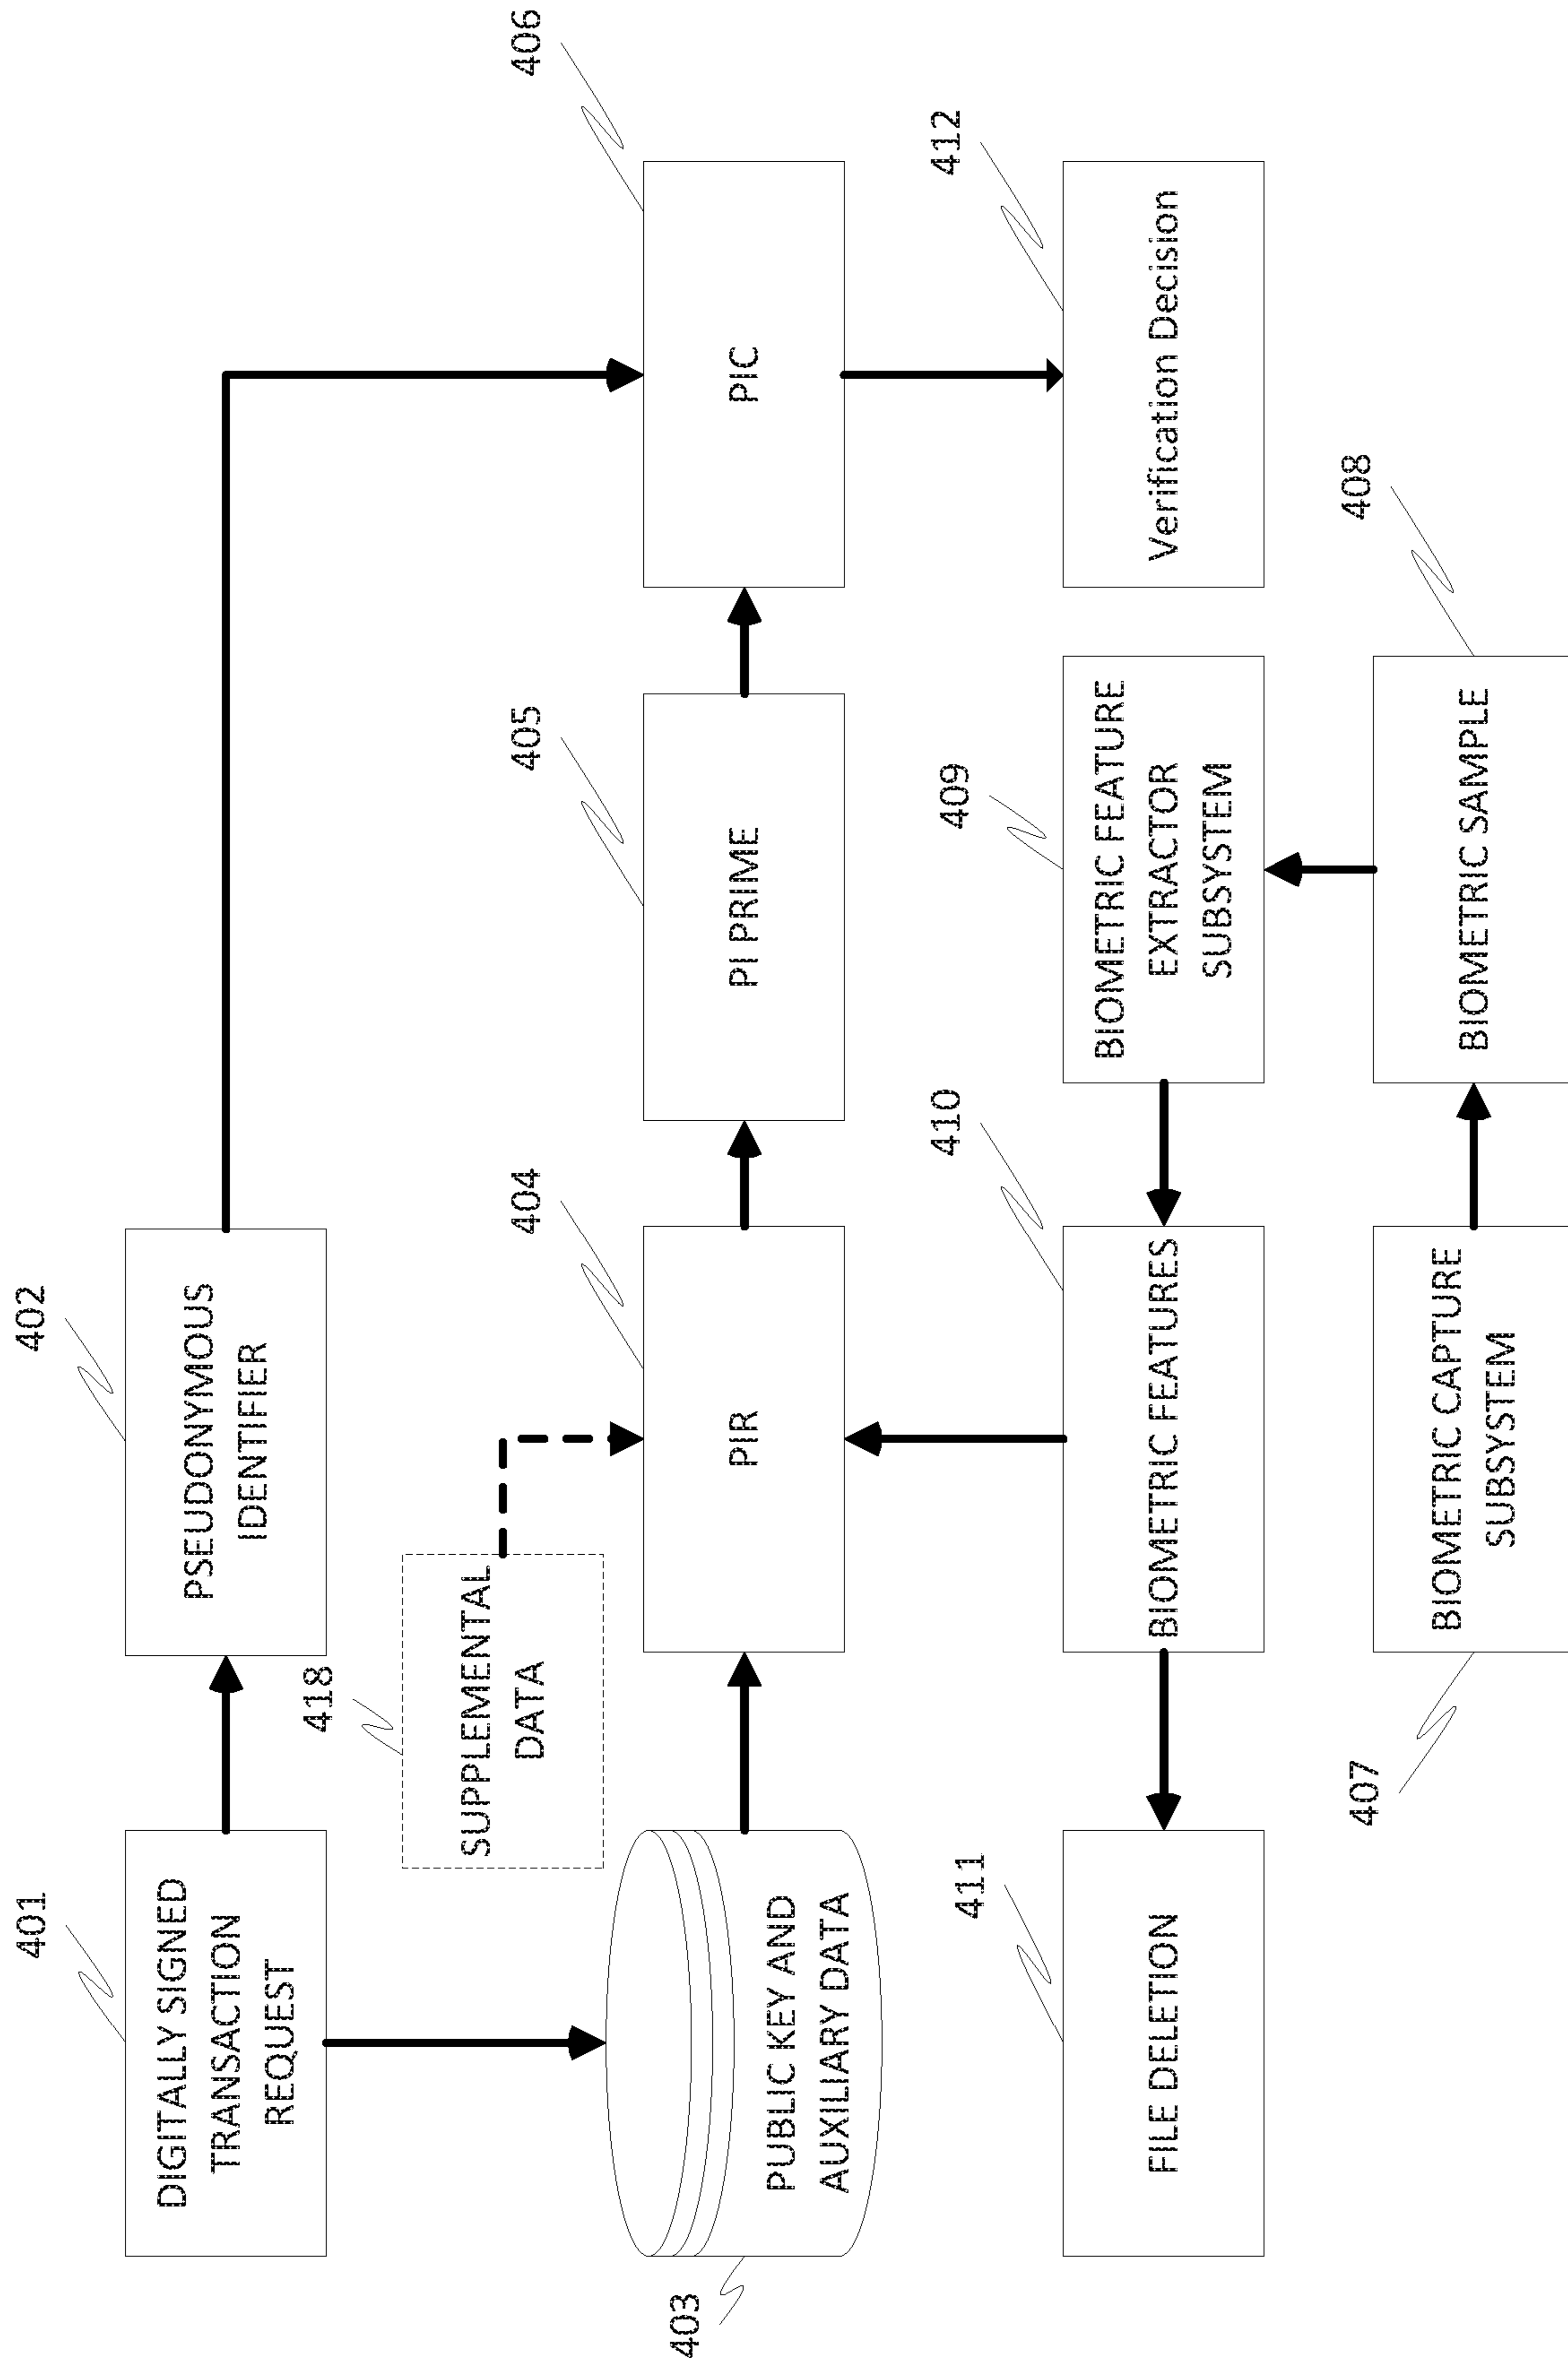 401
DIGITALLY SIGNED
TRANSACTION
REQUEST
402
PSEUDONYMOUS
IDENTIFIER
418
SUPPLEMENTAL
DATA
403
PUBLIC KEY AND
AUXILIARY DATA
404
PIR
405
PI PRIME
406
PIC
411
FILE DELETION
410
BIOMETRIC FEATURES
409
BIOMETRIC FEATURE
EXTRACTOR
SUBSYSTEM
412
Verification Decision
407
BIOMETRIC CAPTURE
SUBSYSTEM
408
BIOMETRIC SAMPLE